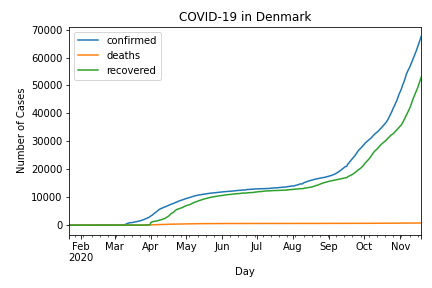 COVID-19 in Denmark
70000
60000
50000
40000
30000
20000
10000
0
Number of Cases
confirmed
deaths
recovered
Feb Mar Apr May Jun Jul Aug Sep Oct Nov
2020
Day